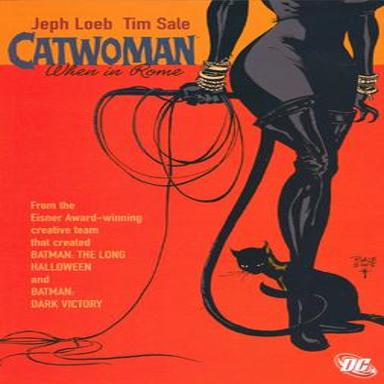 Jeph Loeb Tim Sale
CATWOMAN
When in Rome
From the
Eisner Award-winning
creative team
that created
BATMAN: THE LONG
HALLOWEEN
and
BATMAN:
DARK VICTORY
DC